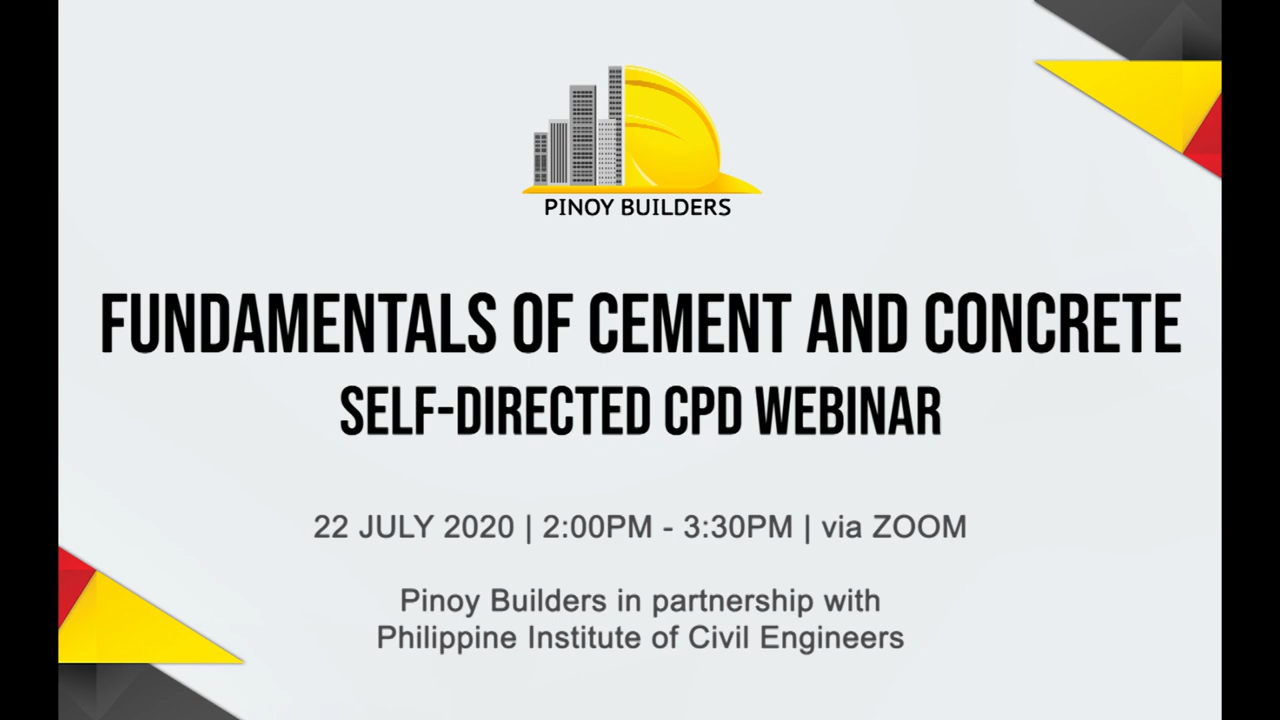 PINOY BUILDERS
FUNDAMENTALS OF CEMENT AND CONCRETE
SELF-DIRECTED CPD WEBINAR
22 JULY 2020 | 2:00PM - 3:30PM | via ZOOM
Pinoy Builders in partnership with
Philippine Institute of Civil Engineers